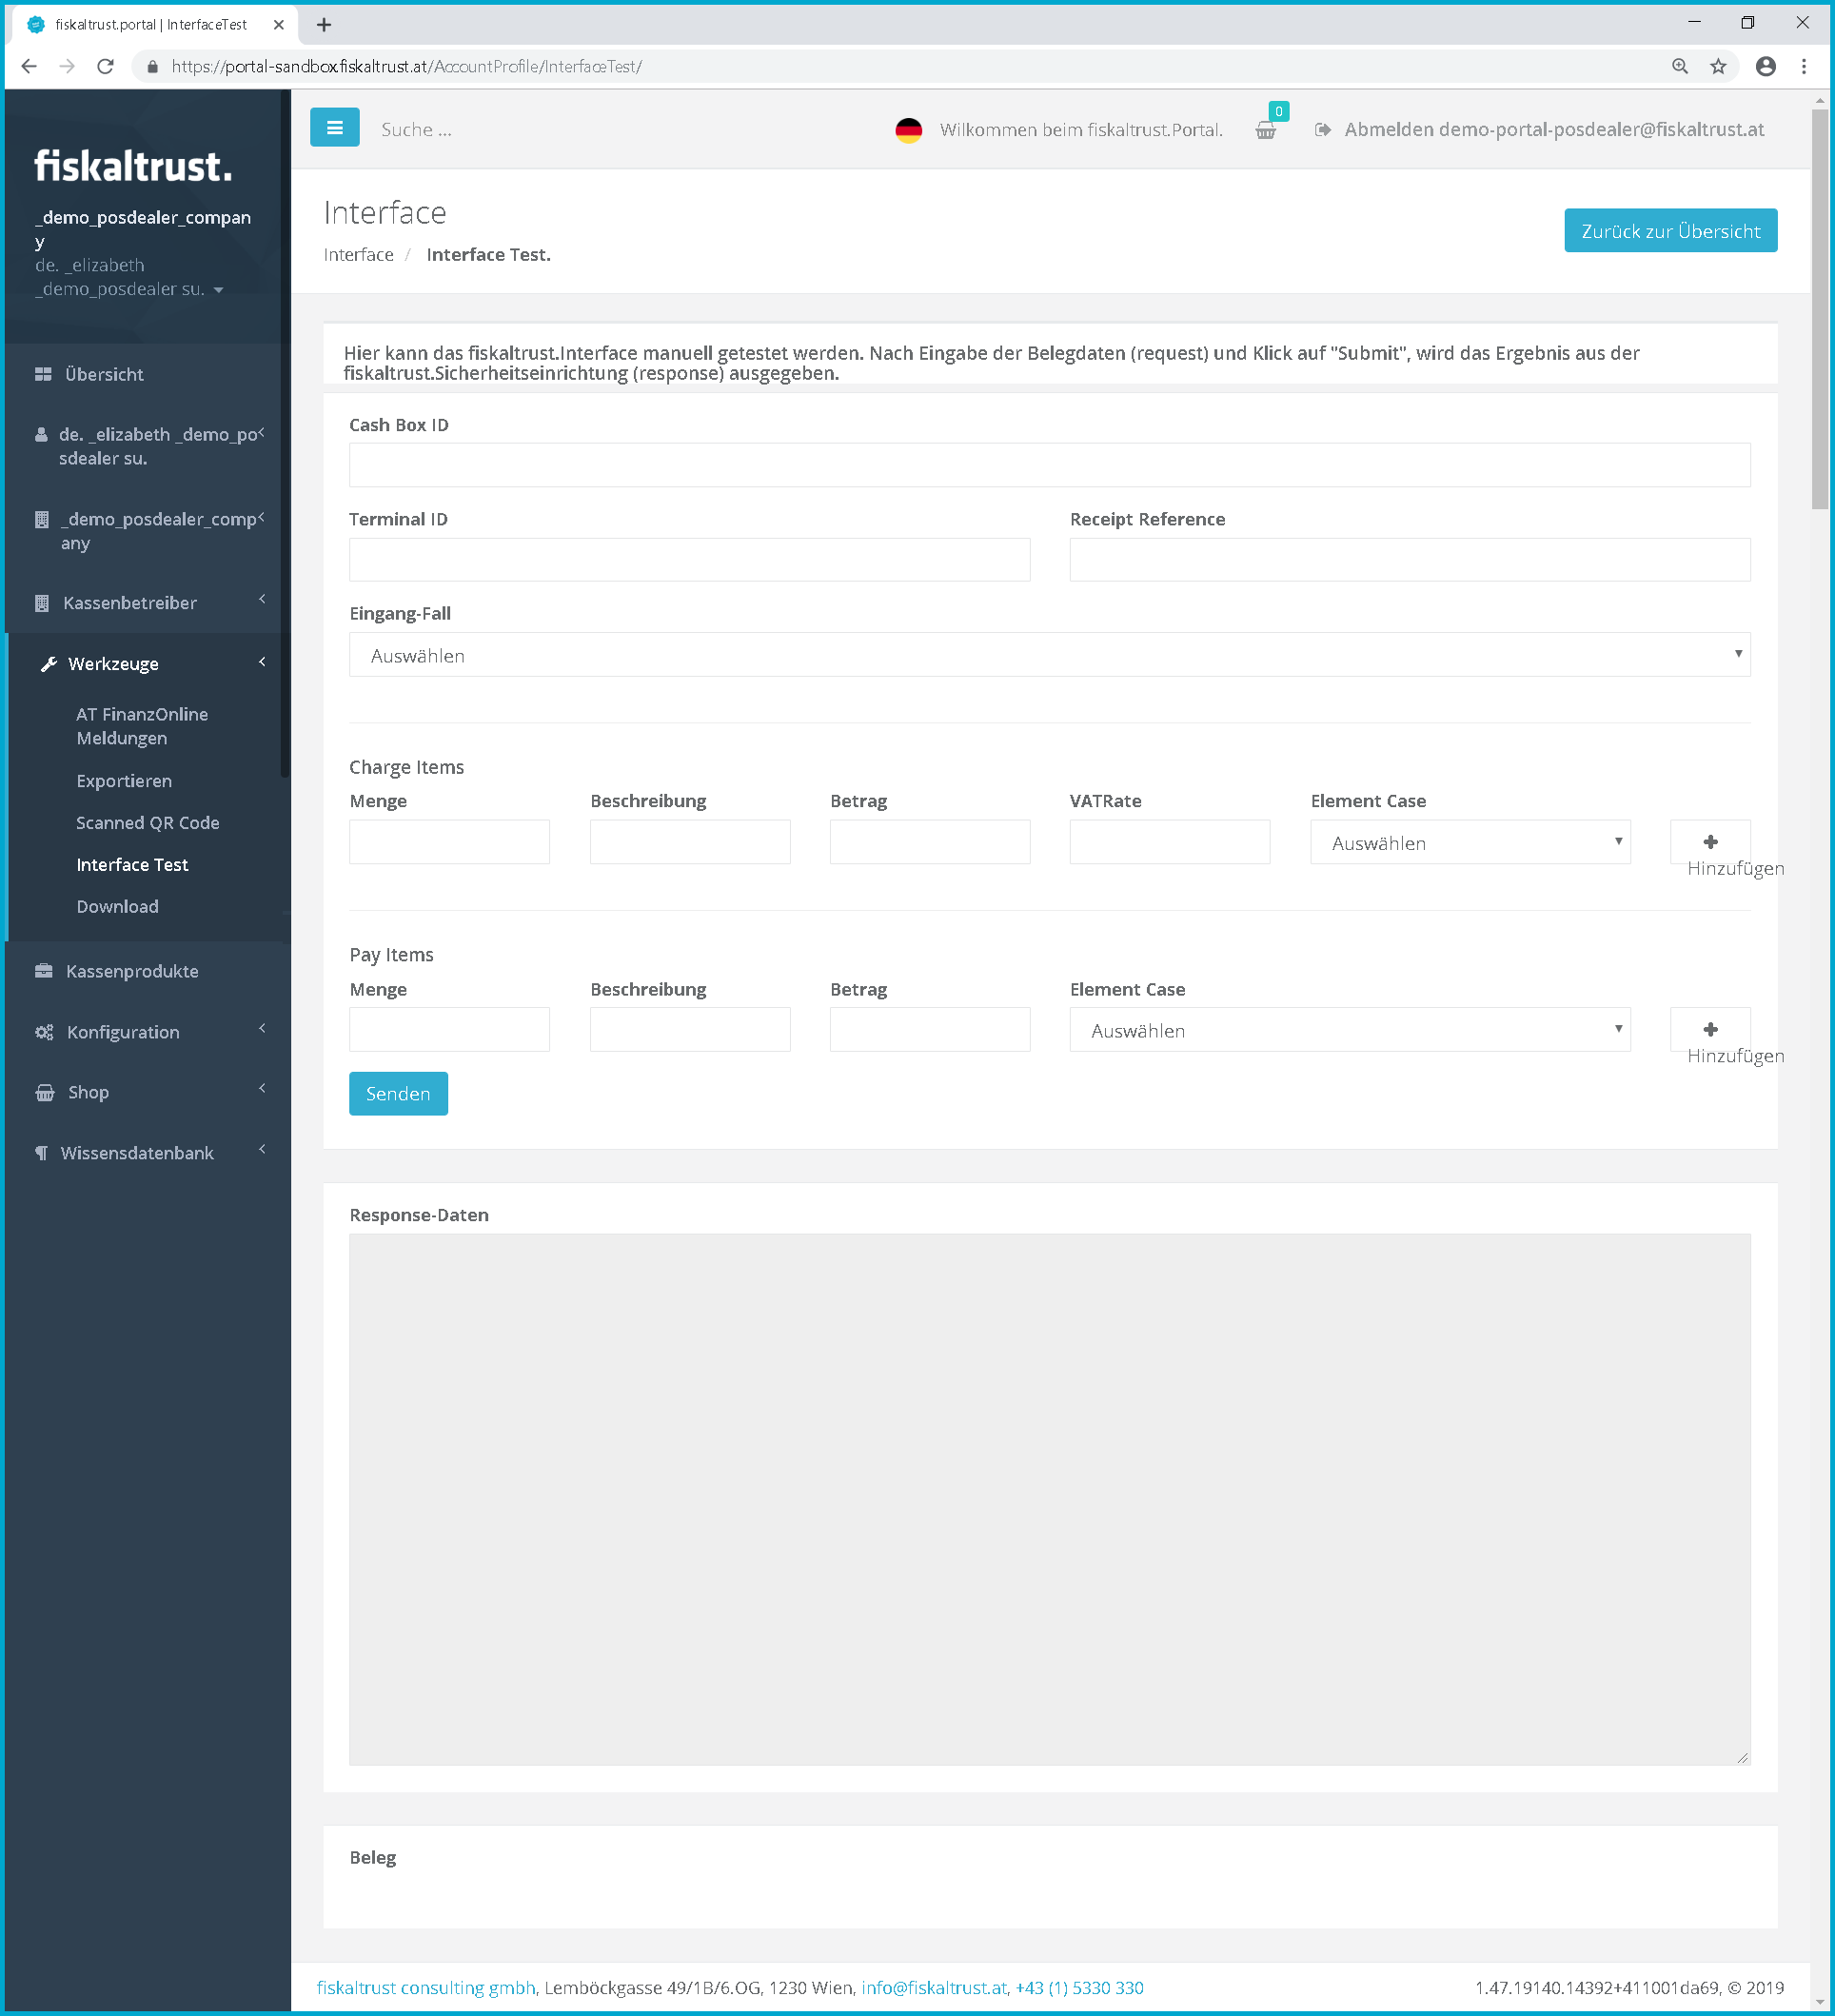 fiskaltrust.portal | InterfaceTest
https://portal-sandbox.fiskaltrust.at/AccountProfile/InterfaceTest/
fiskaltrust.
_demo_posdealer_compan
y
de. _elizabeth
_demo_posdealer su.
Übersicht
de. _elizabeth _demo_po
sdealer su.
_demo_posdealer_comp
any
Kassenbetreiber
Werkzeuge
AT FinanzOnline
Meldungen
Exportieren
Scanned QR Code
Interface Test
Download
Kassenprodukte
Konfiguration
Shop
Wissensdatenbank
Suche ...
Wilkommen beim fiskaltrust.Portal.
0
Abmelden demo-portal-posdealer@fiskaltrust.at
Interface
Interface / Interface Test.
Zurück zur Übersicht
Hier kann das fiskaltrust.Interface manuell getestet werden. Nach Eingabe der Belegdaten (request) und Klick auf "Submit", wird das Ergebnis aus der
fiskaltrust.Sicherheitseinrichtung (response) ausgegeben.
Cash Box ID
Terminal ID Receipt Reference
Eingang-Fall
Auswählen
Charge Items
Menge Beschreibung Betrag VATRate Element Case
Auswählen
Hinzufügen
Pay Items
Menge Beschreibung Betrag Element Case
Auswählen
Hinzufügen
Senden
Response-Daten
Beleg
fiskaltrust consulting gmbh, Lemböckgasse 49/1B/6.OG, 1230 Wien, info@fiskaltrust.at, +43 (1) 5330 330
1.47.19140.14392+411001da69, © 2019